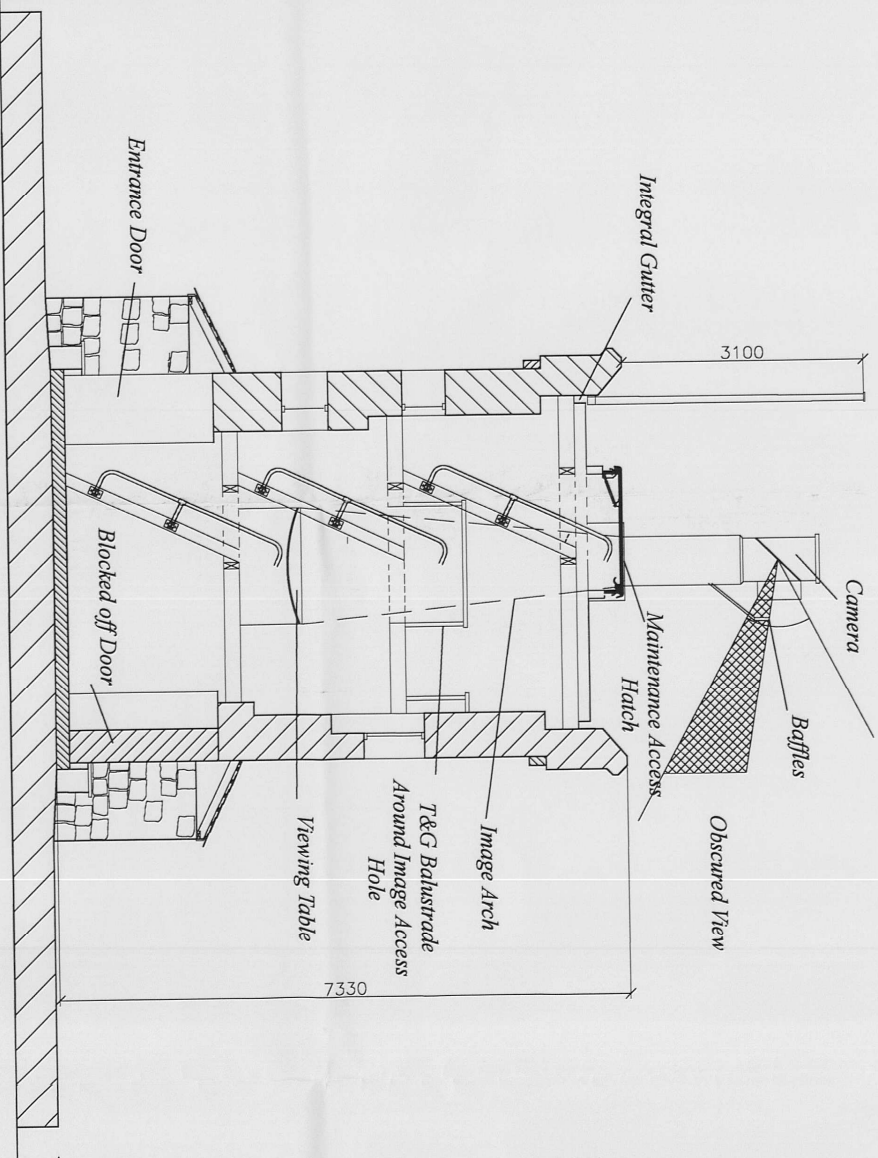 Integral Gutter
Entrance Door
3100
Camera
Baffles
Maintenance Access
Hatch
Obscured View
Image Arch
T&G Balustrade
Around Image Access
Hole
Viewing Table
Blocked off Door
7330